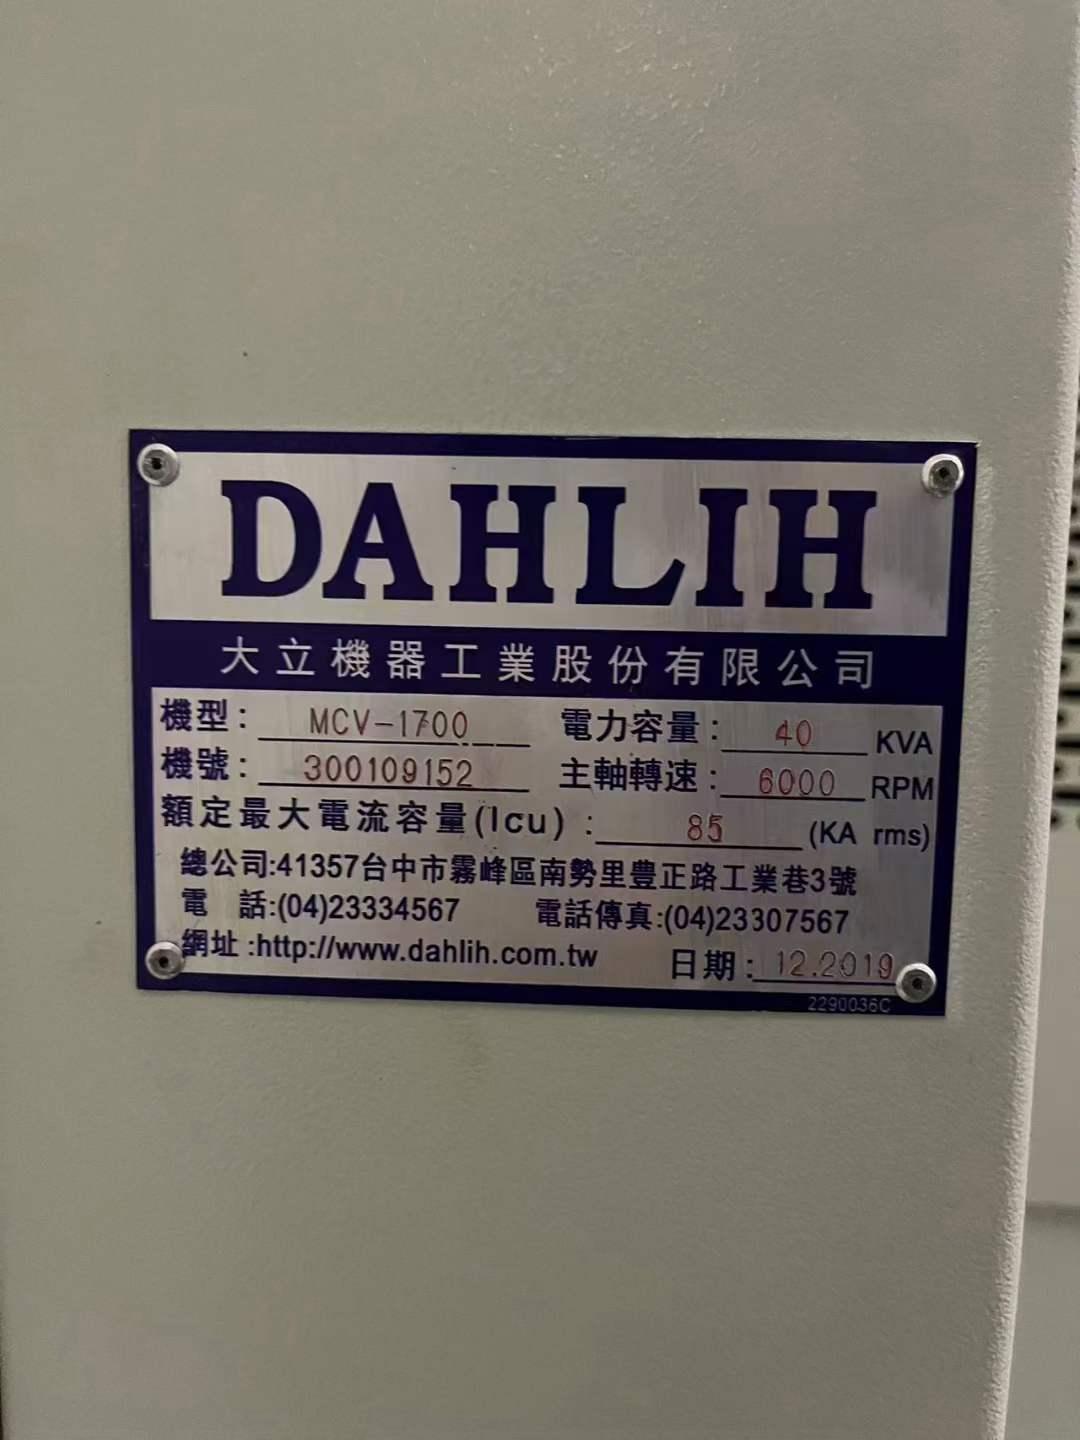 DAHLIH
大立機器工業股份有限公司
機型: MCV-1700 電力容量: 40 KVA
機號: 300109152 主軸轉速: 6000 RPM
額定最大電流容量(Icu) : 85 (KA rms)
總公司:41357台中市霧峰區南勢里豐正路工業巷3號
電 話:(04)23334567 電話傳真:(04)23307567
網址:http://www.dahlih.com.tw 日期: 12.2019
2290036C